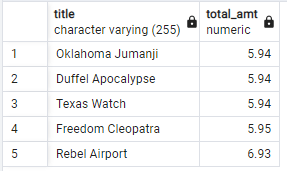 title total_amt
character varying (255) numeric
1 Oklahoma Jumanji 5.94
2 Duffel Apocalypse 5.94
3 Texas Watch 5.94
4 Freedom Cleopatra 5.95
5 Rebel Airport 6.93